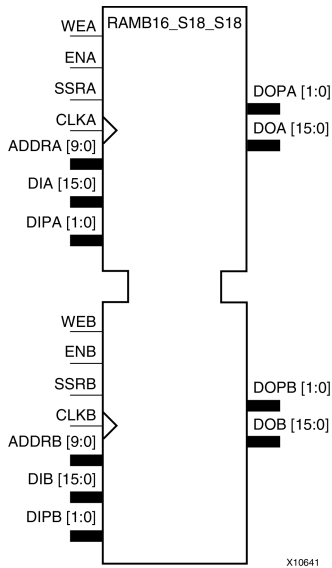 RAMB16_S18_S18
WEA
ENA
SSRA
CLKA
ADDRA [9:0]
DIA [15:0]
DIPA [1:0]
DOPA [1:0]
DOA [15:0]
WEB
ENB
SSRB
CLKB
ADDRB [9:0]
DIB [15:0]
DIPB [1:0]
DOPB [1:0]
DOB [15:0]
X10641